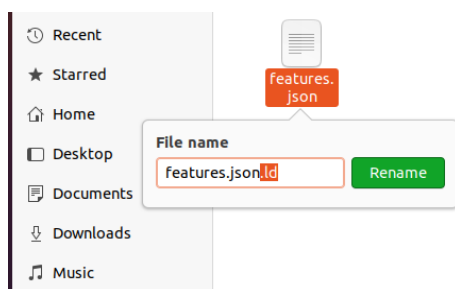 Recent
Starred
Home
Desktop
Documents
Downloads
Music
features.
json
File name
features.json.ld
Rename